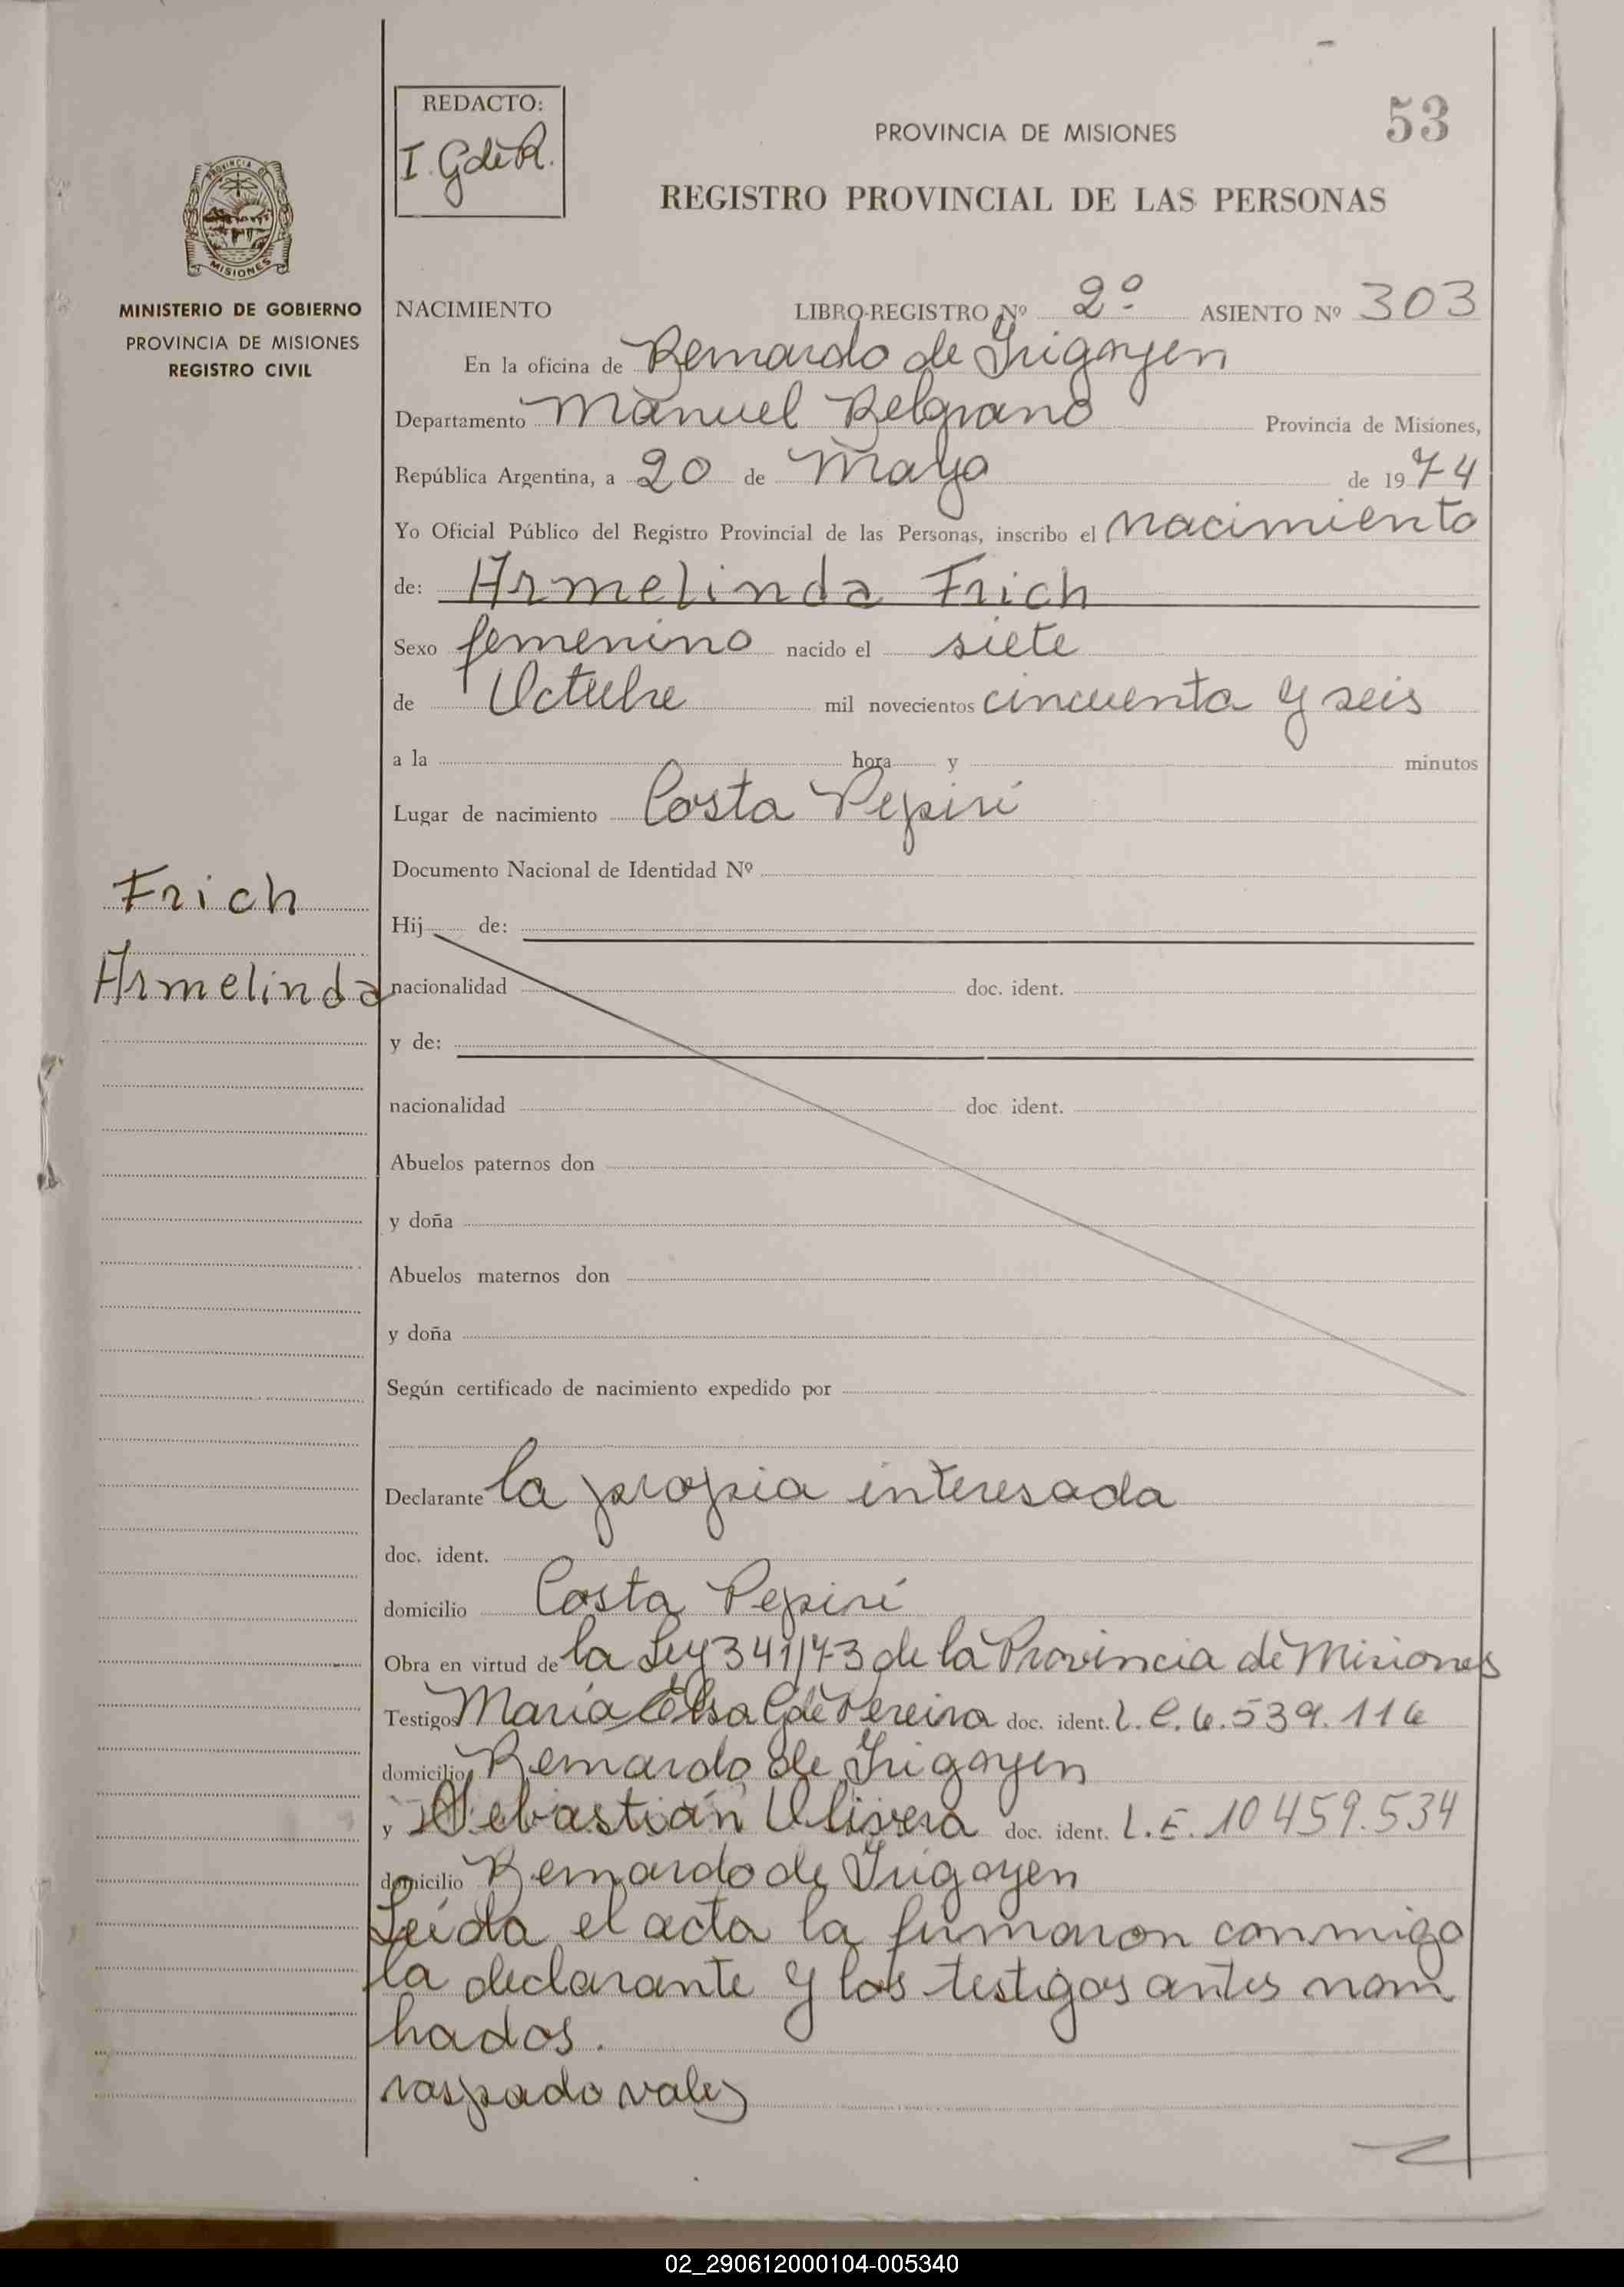 REDACTO:
I. GdeR.
53
PROVINCIA DE MISIONES
REGISTRO PROVINCIAL DE LAS PERSONAS
PROVINCIA DE
MISIONES
MINISTERIO DE GOBIERNO
PROVINCIA DE MISIONES
REGISTRO CIVIL
NACIMIENTO LIBRO-REGISTRO Nº 2º ASIENTO Nº 303
En la oficina de Bernardo de Irigoyen
Departamento Manuel Belgrano Provincia de Misiones,
República Argentina, a 20 de Mayo de 1974
Yo Oficial Público del Registro Provincial de las Personas, inscribo el nacimiento
de: Armelinda Frich
Sexo femenino nacido el siete
de Octubre mil novecientos cincuenta y seis
a la hora y minutos
Lugar de nacimiento Costa Pepirí
Documento Nacional de Identidad Nº
Frich
Armelinda
Hij de:
nacionalidad doc. ident.
y de:
nacionalidad doc. ident.
Abuelos paternos don
y doña
Abuelos maternos don
y doña
Según certificado de nacimiento expedido por
Declarante la propia interesada
doc. ident.
domicilio Costa Pepirí
Obra en virtud de la Ley 341/73 de la Provincia de Misiones
Testigos María Elsa G de Pereira doc. ident. L.C. 6.539.116
domicilio Bernardo de Irigoyen
y Sebastián Olivera doc. ident. L.E. 10459.534
domicilio Bernardo de Irigoyen
Leída el acta la firmaron conmigo
la declarante y los testigos antes nom
brados.
raspado vale
02_290612000104-005340